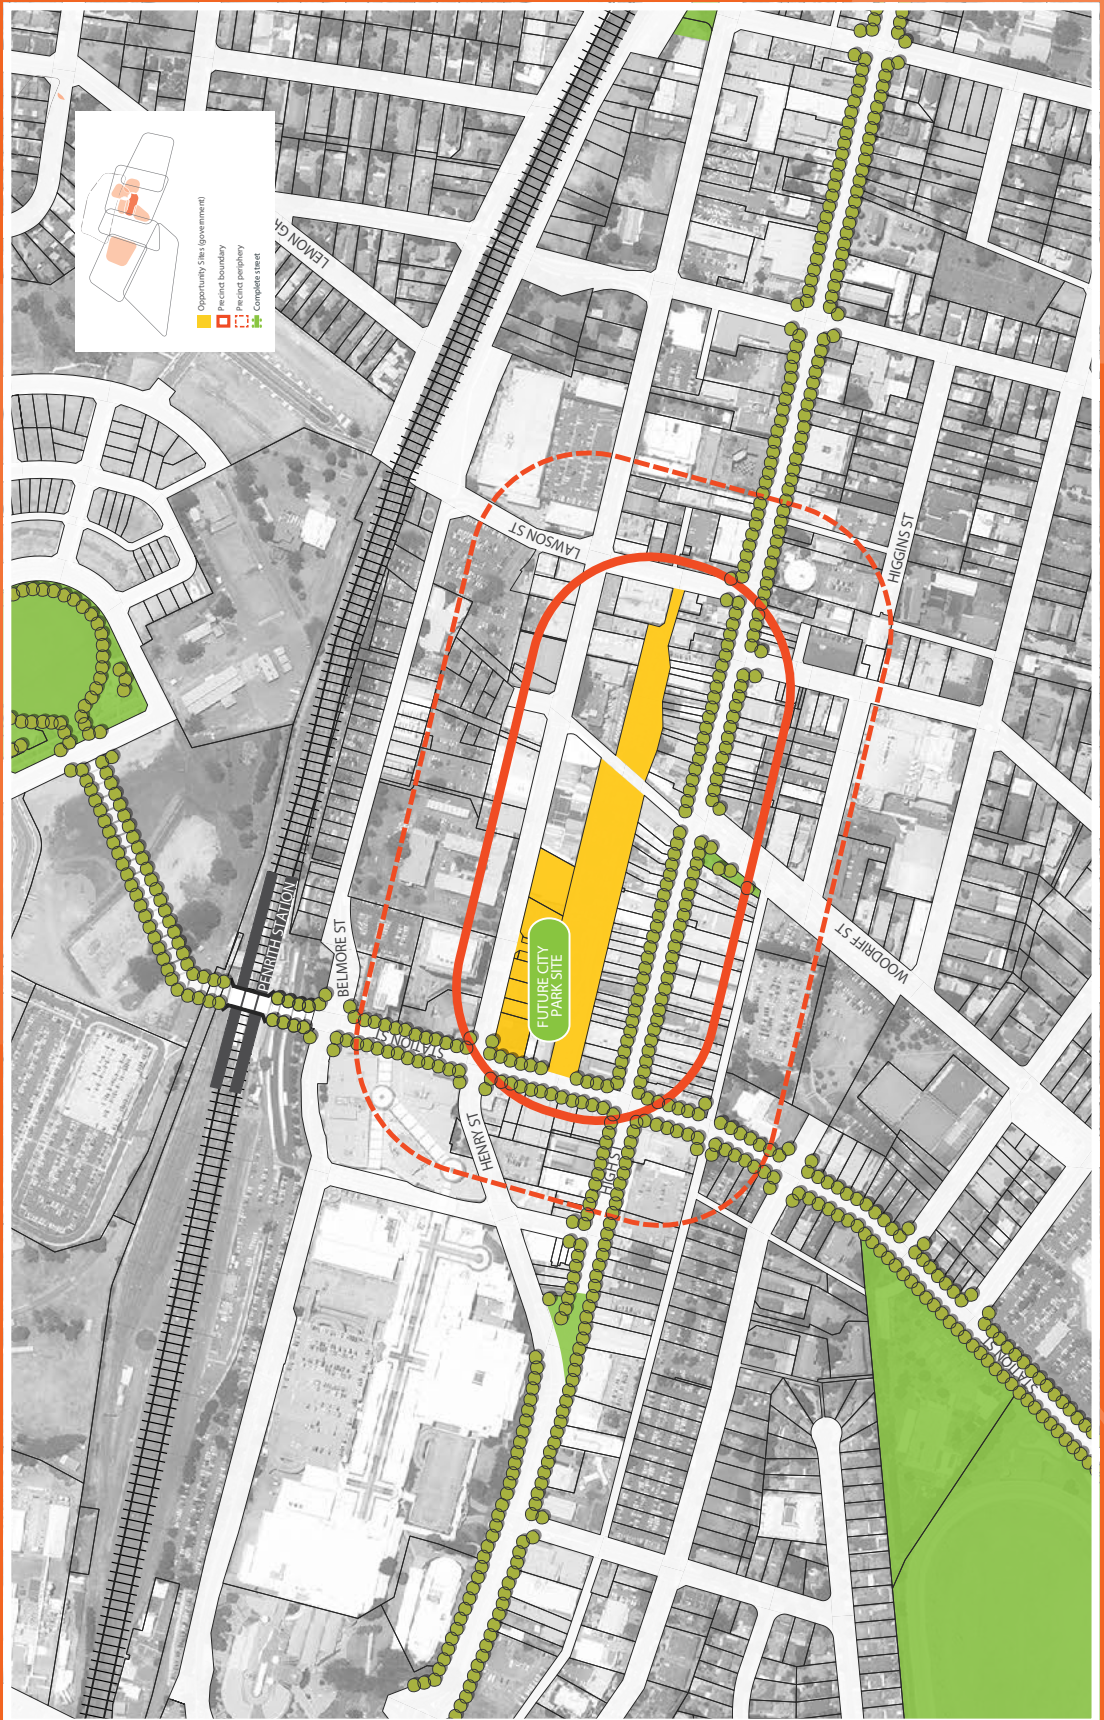 Opportunity Sites (government)
Precinct boundary
Precinct periphery
Complete street
LEMON GR
LAWSON ST
HIGGINS ST
PENRITH STATION
BELMORE ST
STATION ST
FUTURE CITY
PARK SITE
WOODRIFF ST
HENRY ST
HIGH S
STATION ST